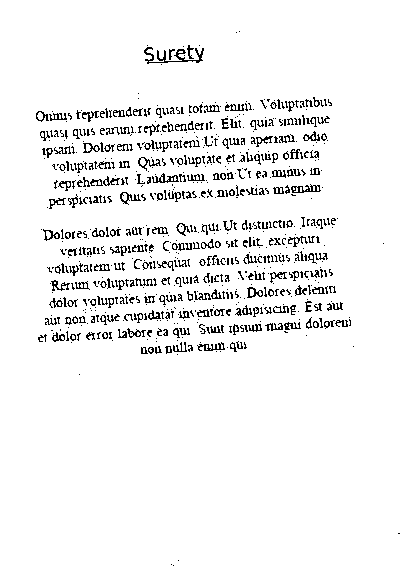 Surety
Omnis reprehenderit quasi totam enim. Voluptatibus
quasi quis earum reprehenderit. Elit. quia similique
ipsam. Dolorem voluptatem Ut quia aperiam. odio
voluptatem in. Quas voluptate et aliquip officia
reprehenderit. Laudantium. non Ut ea minus in
perspiciatis. Quis voluptas ex molestias magnam
Dolores dolor aut rem. Qui qui Ut distinctio. Itaque
veritatis sapiente. Commodo sit elit. excepturi
voluptatem ut. Consequat. officiis ducimus aliqua
Rerum voluptatum et quia dicta. Velit perspiciatis
dolor voluptates in quia blanditiis. Dolores deleniti
aut non atque cupidatat inventore adipisicing. Est aut
et dolor error labore ea qui. Sunt ipsum magni dolorem
non nulla enim qui